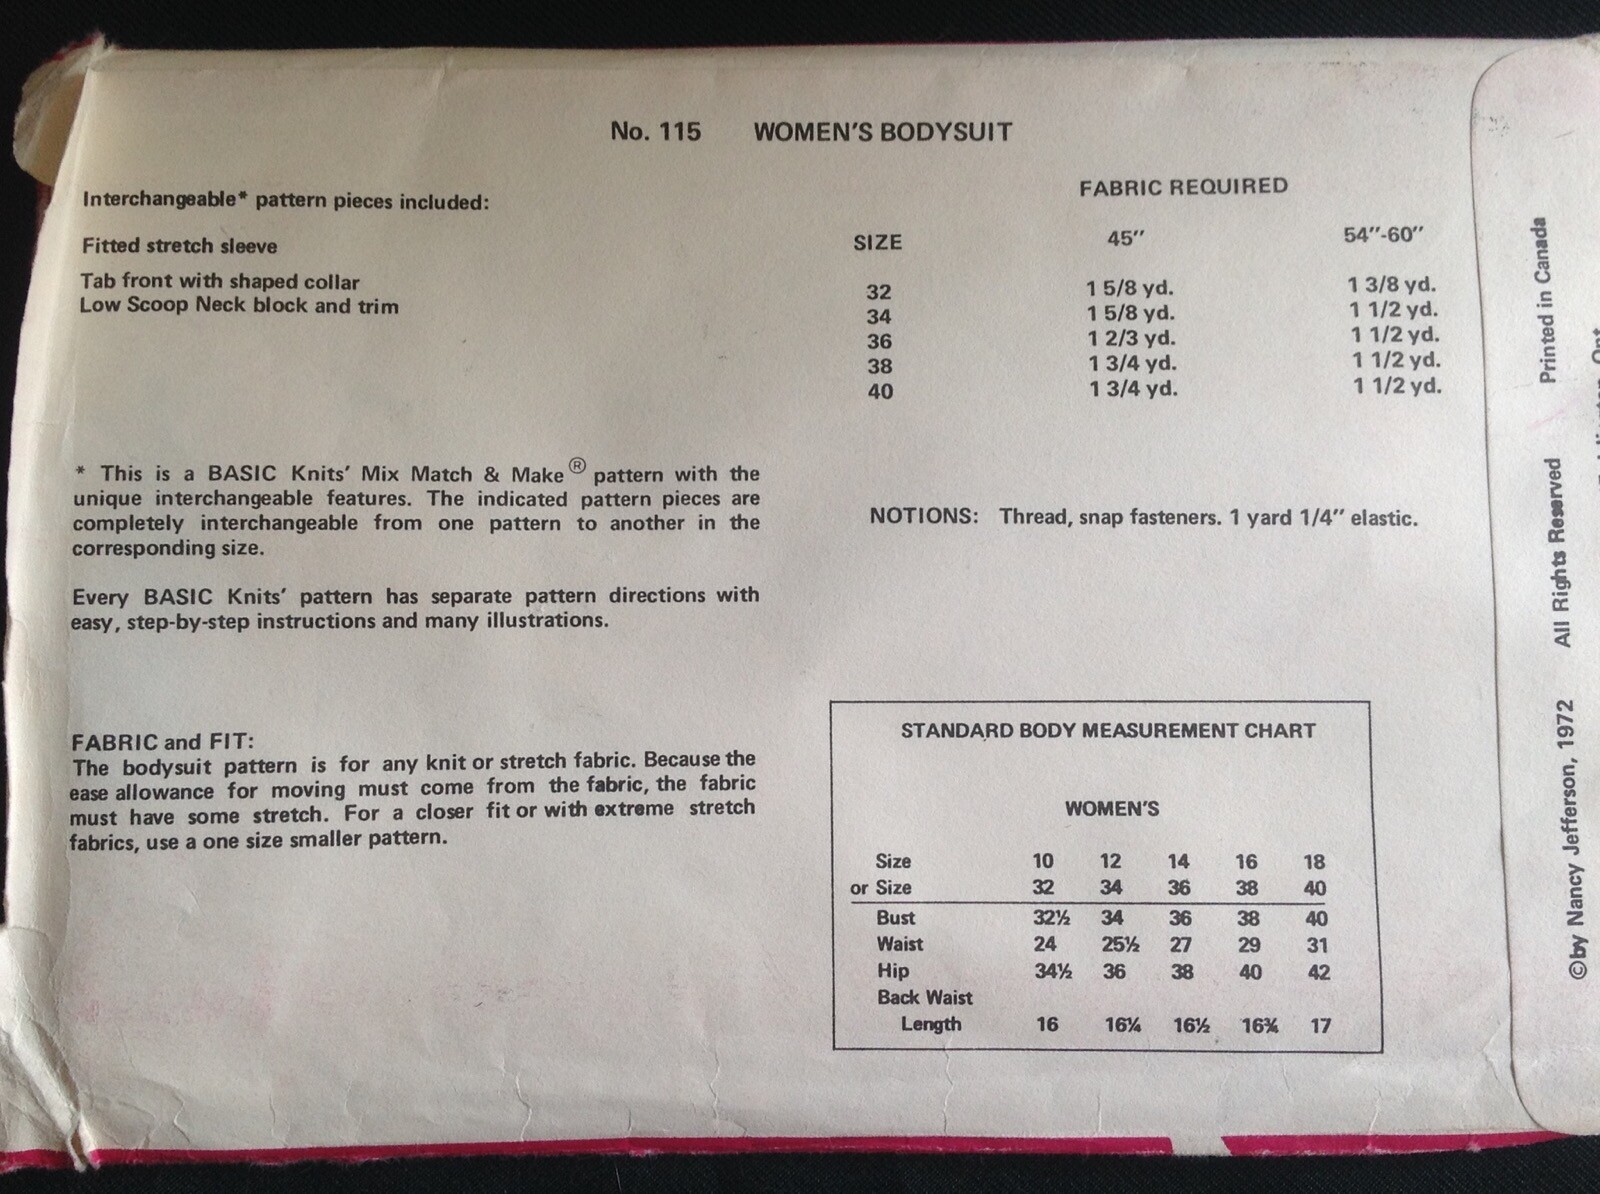 No. 115 WOMEN'S BODYSUIT
Interchangeable* pattern pieces included:
Fitted stretch sleeve
Tab front with shaped collar
Low Scoop Neck block and trim
FABRIC REQUIRED
SIZE 45" 54"-60"
32 1 5/8 yd. 1 3/8 yd.
34 1 5/8 yd. 1 1/2 yd.
36 1 2/3 yd. 1 1/2 yd.
38 1 3/4 yd. 1 1/2 yd.
40 1 3/4 yd. 1 1/2 yd.
* This is a BASIC Knits' Mix Match & Make® pattern with the
unique interchangeable features. The indicated pattern pieces are
completely interchangeable from one pattern to another in the
corresponding size.
Every BASIC Knits' pattern has separate pattern directions with
easy, step-by-step instructions and many illustrations.
NOTIONS: Thread, snap fasteners. 1 yard 1/4" elastic.
FABRIC and FIT:
The bodysuit pattern is for any knit or stretch fabric. Because the
ease allowance for moving must come from the fabric, the fabric
must have some stretch. For a closer fit or with extreme stretch
fabrics, use a one size smaller pattern.
STANDARD BODY MEASUREMENT CHART
WOMEN'S
Size 10 12 14 16 18
or Size 32 34 36 38 40
Bust 32½ 34 36 38 40
Waist 24 25½ 27 29 31
Hip 34½ 36 38 40 42
Back Waist
Length 16 16¼ 16½ 16¾ 17
©by Nancy Jefferson, 1972 All Rights Reserved Printed in Canada
Ont